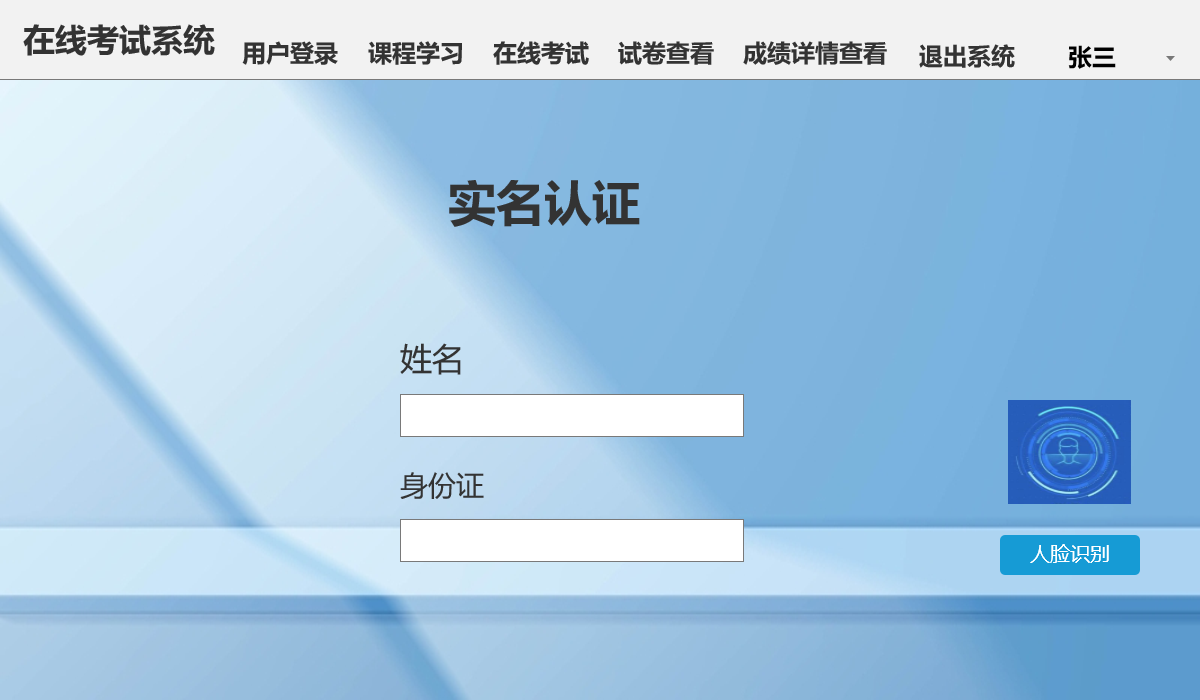 在线考试系统 用户登录 课程学习 在线考试 试卷查看 成绩详情查看 退出系统 张三
实名认证
姓名
身份证
人脸识别